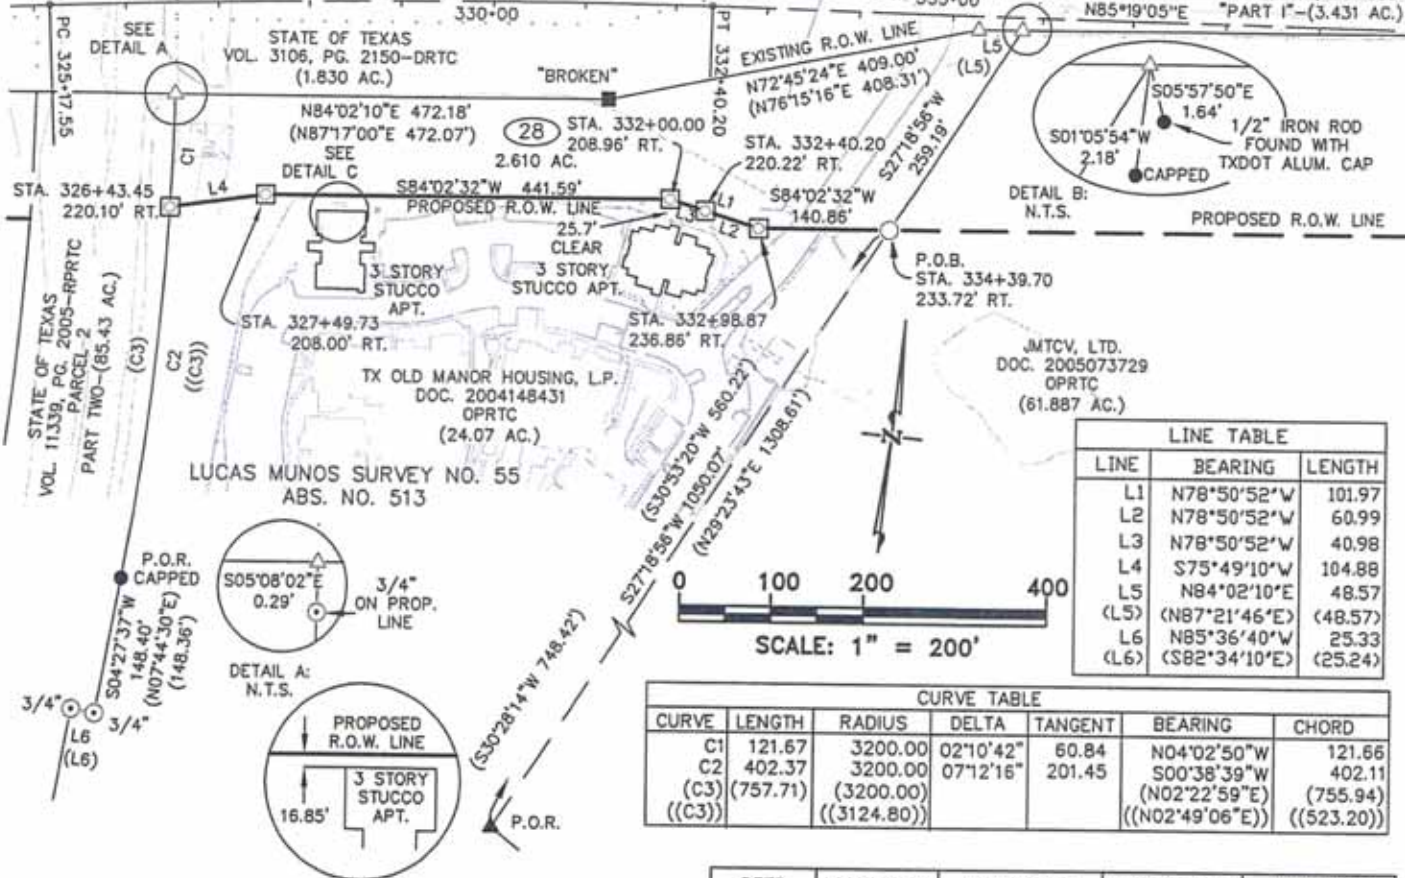 330+00
N85°19'05"E "PART I"-(3.431 AC.)
SEE
DETAIL A
STATE OF TEXAS
VOL. 3106, PG. 2150-DRTC
(1.830 AC.)
PC 325+17.55
PT 332+40.20
"BROKEN"
EXISTING R.O.W. LINE
N72°45'24"E 409.00'
(N76°15'16"E 408.31')
L5
(L5)
N84°02'10"E 472.18'
(N87°17'00"E 472.07')
28
2.610 AC.
STA. 332+00.00
208.96' RT.
STA. 332+40.20
220.22' RT.
S27°18'56"W
259.19'
S05°57'50"E
1.64'
S01°05'54"W
2.18'
1/2" IRON ROD
FOUND WITH
TXDOT ALUM. CAP
CAPPED
DETAIL B:
N.T.S.
C1
SEE
DETAIL C
STA. 326+43.45
220.10' RT.
L4
S84°02'32"W 441.59'
PROPOSED R.O.W. LINE
L1
L3
L2
S84°02'32"W
140.86'
PROPOSED R.O.W. LINE
25.7'
CLEAR
3 STORY
STUCCO
APT.
3 STORY
STUCCO APT.
P.O.B.
STA. 334+39.70
233.72' RT.
STA. 327+49.73
208.00' RT.
STA. 332+98.87
236.86' RT.
STATE OF TEXAS
VOL. 11339, PG. 2005-RPRTC
PARCEL 2
PART TWO-(85.43 AC.)
(C3)
C2
((C3))
TX OLD MANOR HOUSING, L.P.
DOC. 2004148431
OPRTC
(24.07 AC.)
JMTCV, LTD.
DOC. 2005073729
OPRTC
(61.887 AC.)
N
LUCAS MUNOS SURVEY NO. 55
ABS. NO. 513
(S30°53'20"W 560.22')
S27°18'56"W 1050.07'
(N29°23'43"E 1308.61')
(S30°28'14"W 748.42')
LINE TABLE
LINE BEARING LENGTH
L1 N78°50'52"W 101.97
L2 N78°50'52"W 60.99
L3 N78°50'52"W 40.98
L4 S75°49'10"W 104.88
L5 N84°02'10"E 48.57
(L5) (N87°21'46"E) (48.57)
L6 N85°36'40"W 25.33
(L6) (S82°34'10"E) (25.24)
P.O.R.
CAPPED
S05°08'02"E
0.29'
3/4"
ON PROP.
LINE
DETAIL A:
N.T.S.
S04°27'37"W
148.40'
(N07°44'30"E)
(148.36')
3/4"
3/4"
L6
(L6)
0 100 200 400
SCALE: 1" = 200'
PROPOSED
R.O.W. LINE
3 STORY
STUCCO
APT.
16.85'
P.O.R.
CURVE TABLE
CURVE LENGTH RADIUS DELTA TANGENT BEARING CHORD
C1 121.67 3200.00 02°10'42" 60.84 N04°02'50"W 121.66
C2 402.37 3200.00 07°12'16" 201.45 S00°38'39"W 402.11
(C3) (757.71) (3200.00) (N02°22'59"E) (755.94)
((C3)) ((3124.80)) ((N02°49'06"E)) ((523.20))